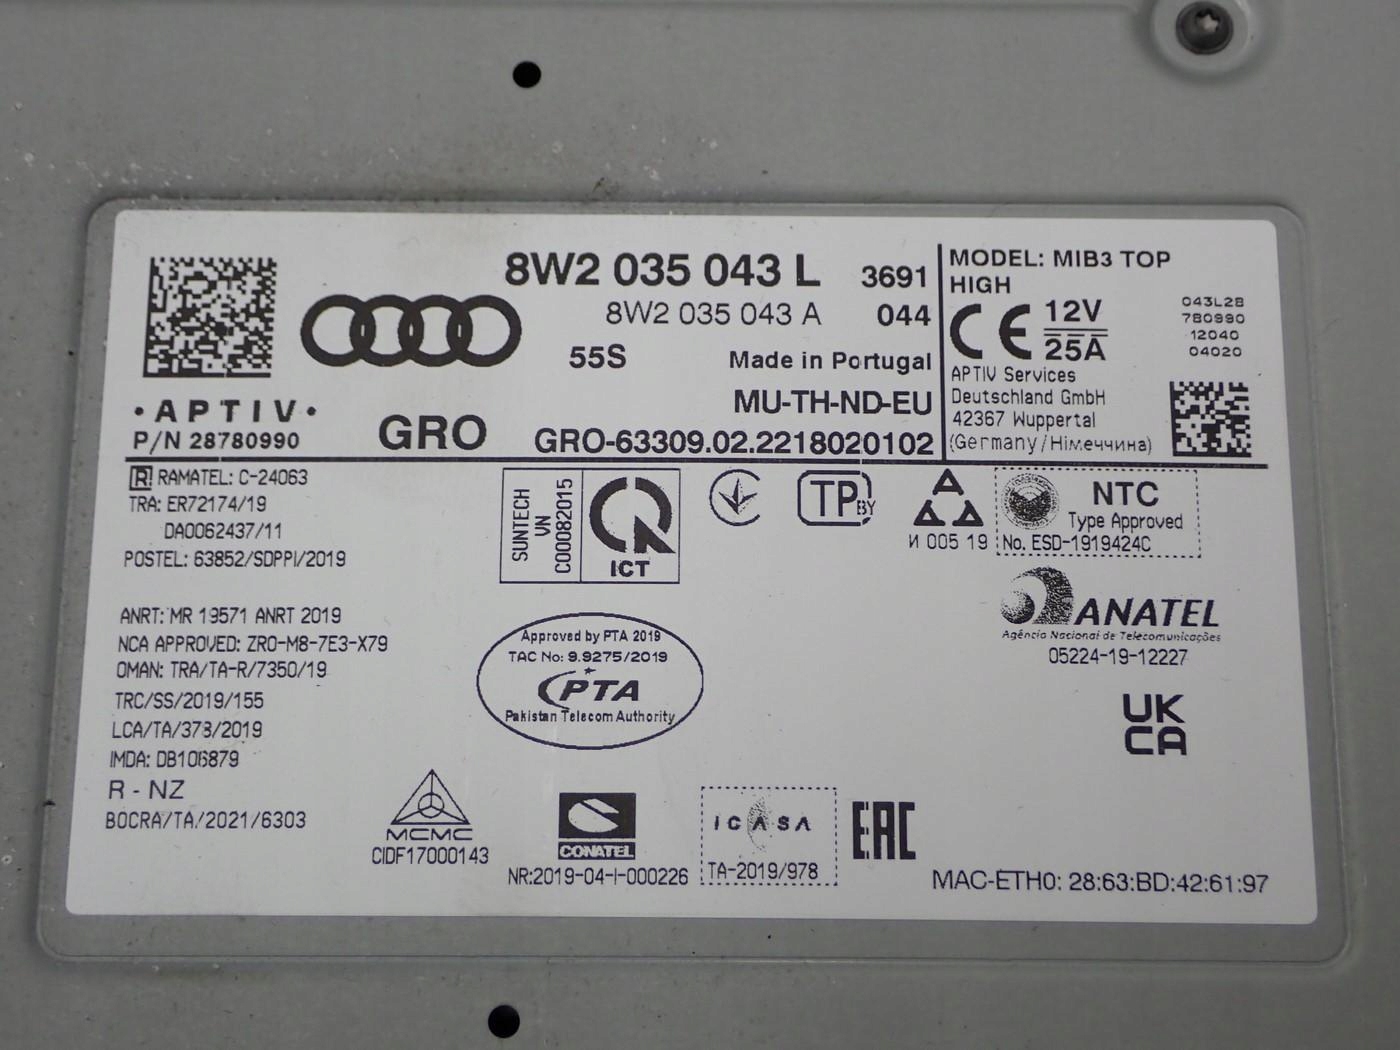 8W2 035 043 L 3691
8W2 035 043 A 044
55S Made in Portugal
MU-TH-ND-EU
·APTIV·
P/N 28780990
GRO GRO-63309.02.2218020102
MODEL: MIB3 TOP
HIGH
CE 12V
25A
043L28
780990
12040
04020
APTIV Services
Deutschland GmbH
42367 Wuppertal
(Germany/Німеччина)
R RAMATEL: C-24063
TRA: ER72174/19
DA0062437/11
POSTEL: 63852/SDPPI/2019
ANRT: MR 19571 ANRT 2019
NCA APPROVED: ZRO-M8-7E3-X79
OMAN: TRA/TA-R/7350/19
TRC/SS/2019/155
LCA/TA/373/2019
IMDA: DB106879
R - NZ
BOCRA/TA/2021/6303
SUNTECH
VN
C00082015
ICT
TP BY
И 005 19
NTC
Type Approved
No. ESD-1919424C
ANATEL
Agência Nacional de Telecomunicações
05224-19-12227
Approved by PTA 2019
TAC No: 9.9275/2019
PTA
Pakistan Telecom Authority
UK
CA
MCMC
CIDF17000143
CONATEL
NR:2019-04-I-000226
ICASA
TA-2019/978
EAC
MAC-ETH0: 28:63:BD:42:61:97